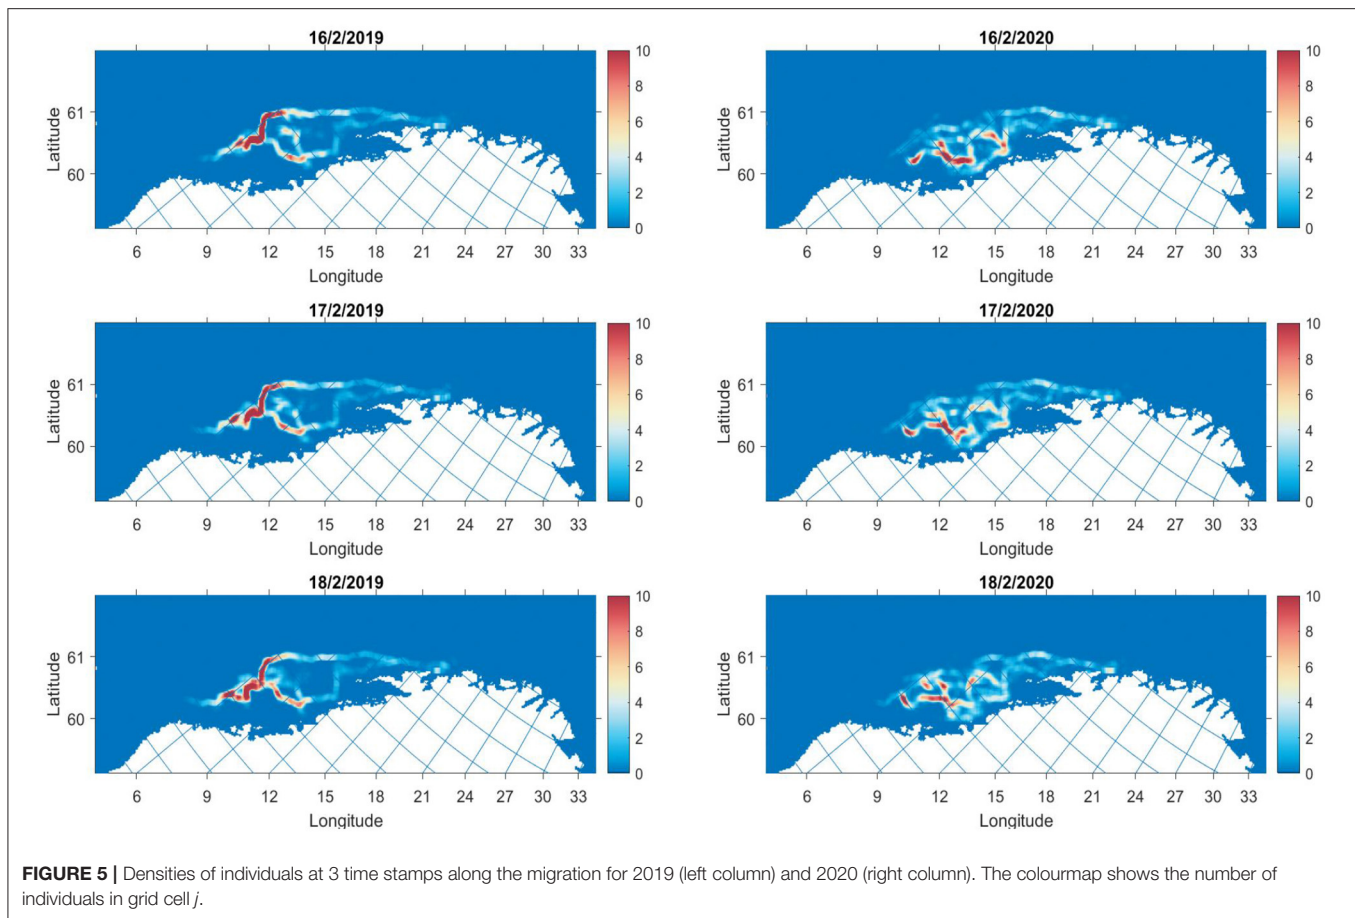 16/2/2019
16/2/2020
10
8
6
4
2
0
10
8
6
4
2
0
Latitude
61
60
Latitude
61
60
6 9 12 15 18 21 24 27 30 33
6 9 12 15 18 21 24 27 30 33
Longitude
Longitude
17/2/2019
17/2/2020
10
8
6
4
2
0
10
8
6
4
2
0
Latitude
61
60
Latitude
61
60
6 9 12 15 18 21 24 27 30 33
6 9 12 15 18 21 24 27 30 33
Longitude
Longitude
18/2/2019
18/2/2020
10
8
6
4
2
0
10
8
6
4
2
0
Latitude
61
60
Latitude
61
60
6 9 12 15 18 21 24 27 30 33
6 9 12 15 18 21 24 27 30 33
Longitude
Longitude
FIGURE 5 | Densities of individuals at 3 time stamps along the migration for 2019 (left column) and 2020 (right column). The colourmap shows the number of
individuals in grid cell j.